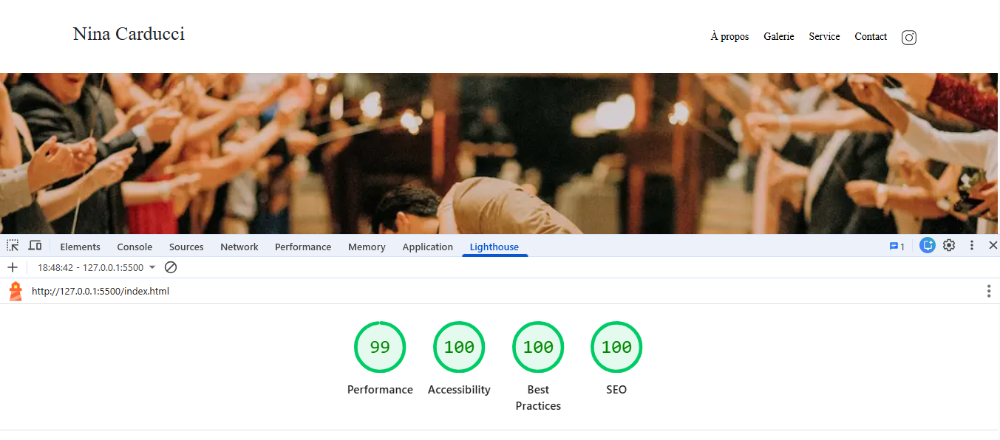 Nina Carducci
À propos Galerie Service Contact
Elements Console Sources Network Performance Memory Application Lighthouse 1
18:48:42 - 127.0.0.1:5500
http://127.0.0.1:5500/index.html
99 100 100 100
Performance Accessibility Best Practices SEO